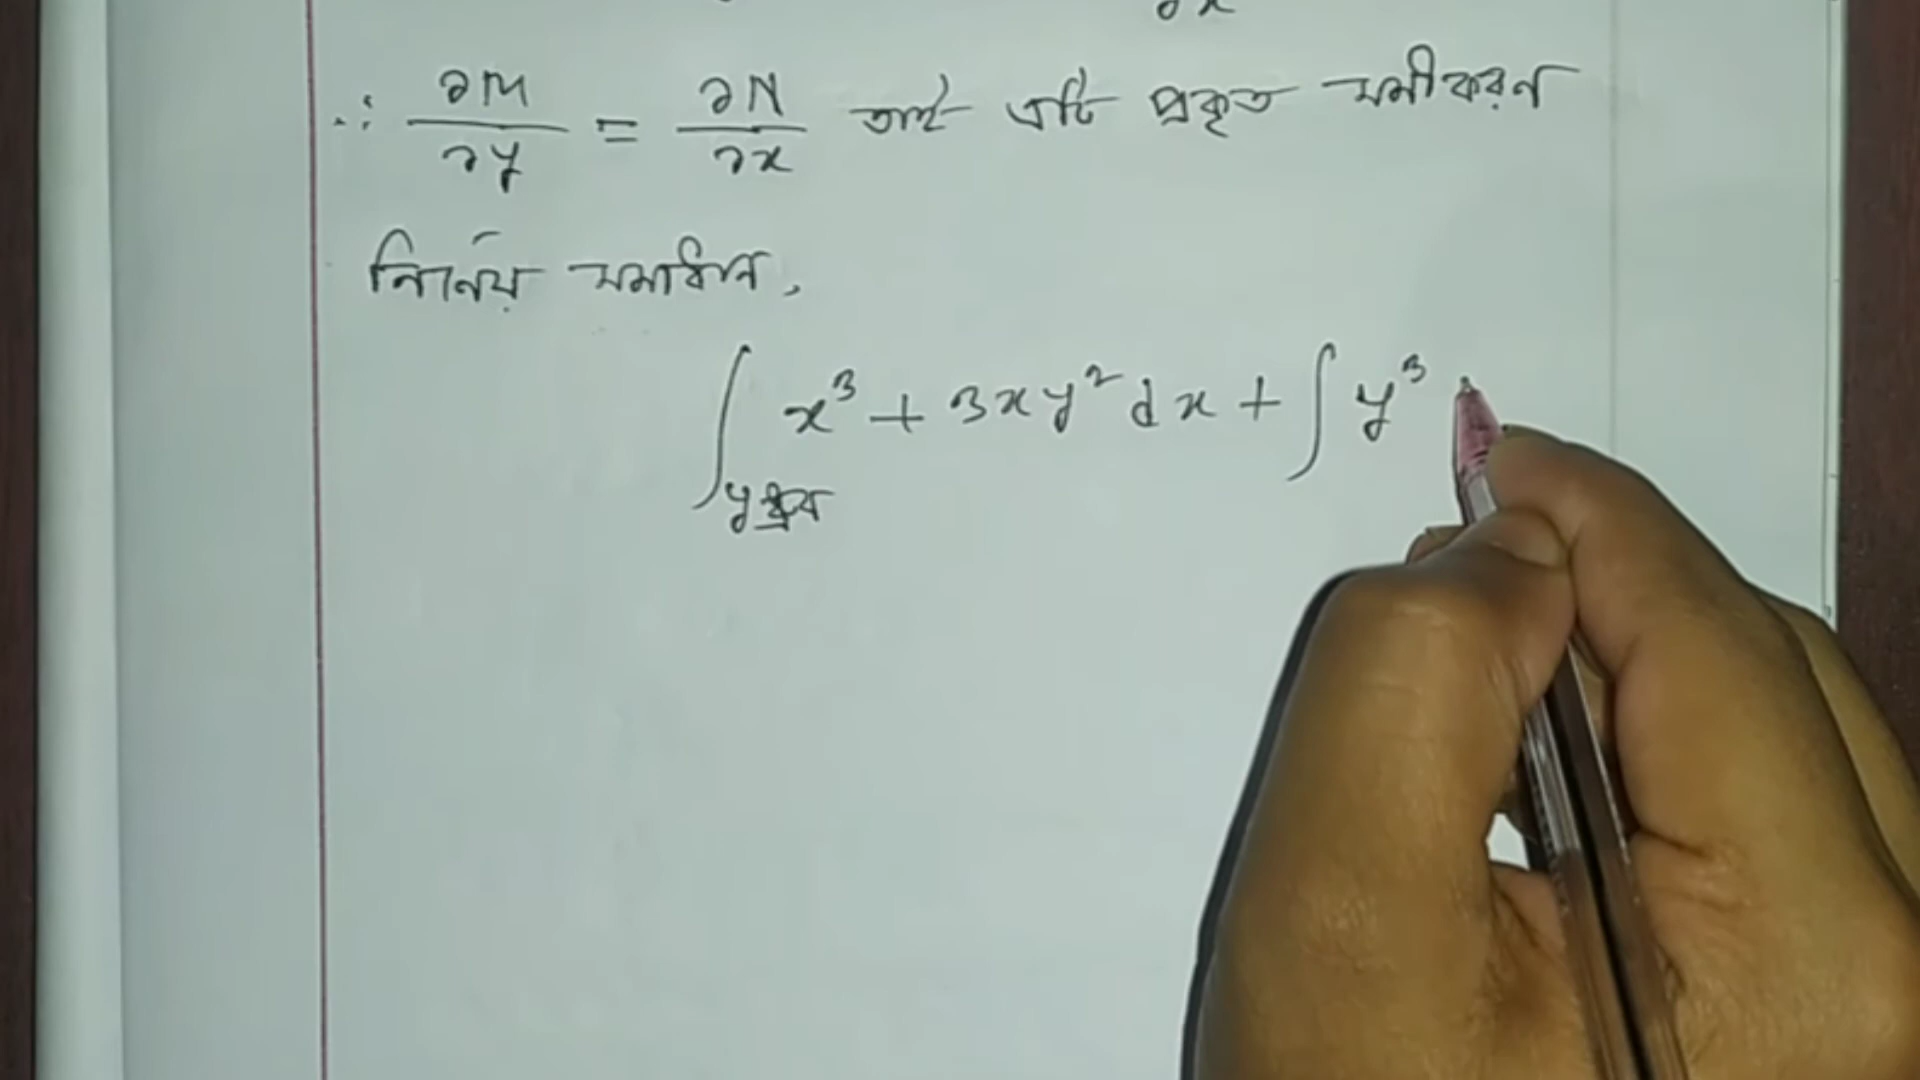 ∂x
∴ ∂M/∂y = ∂N/∂x তাই এটি প্রকৃত সমীকরণ
নির্ণেয় সমাধান,
∫ x³ + 3xy² dx + ∫ y³
y ধ্রুব